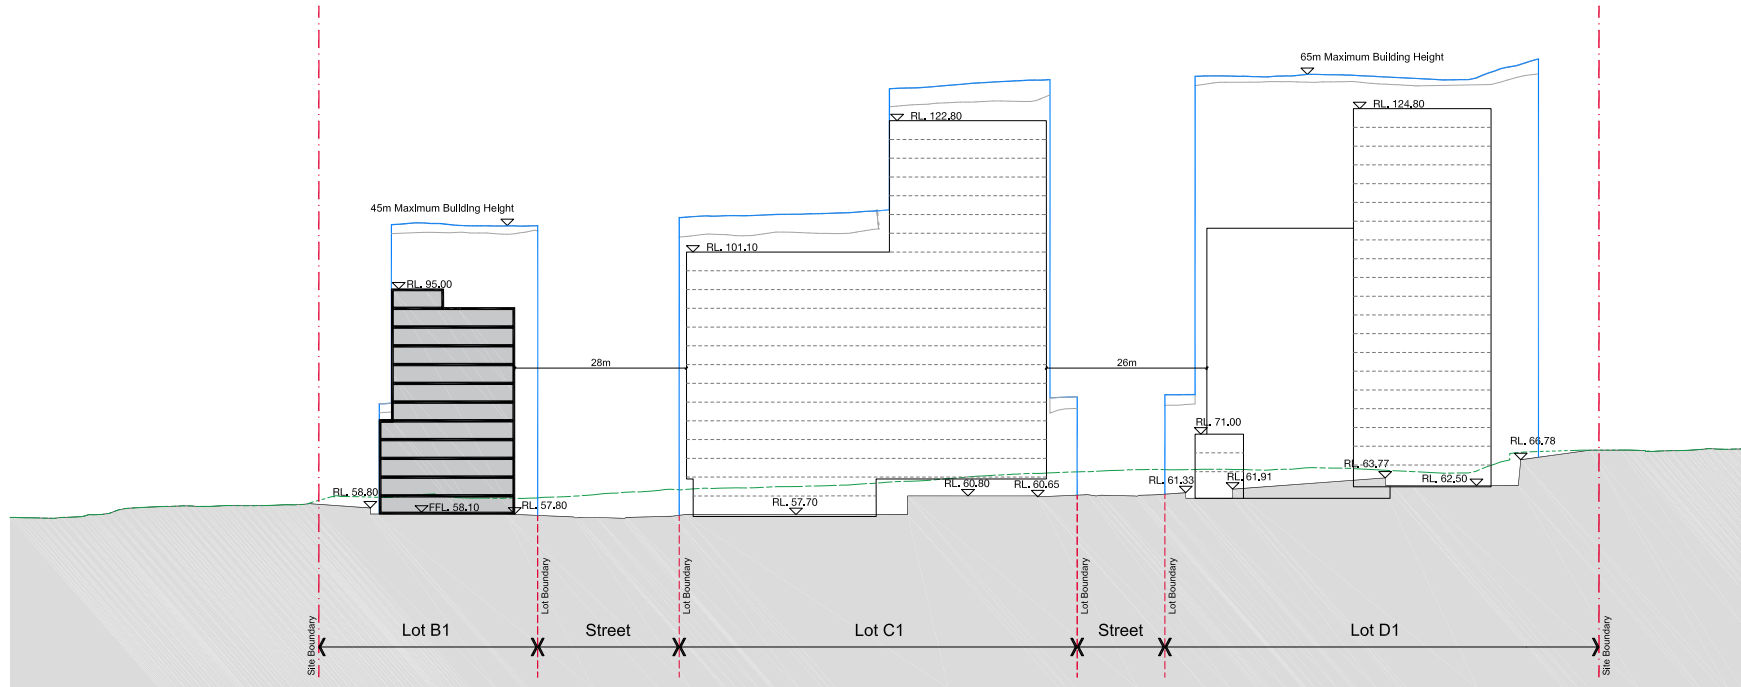 65m Maximum Building Height
RL. 124.80
RL. 122.80
45m Maximum Building Height
RL. 101.10
RL. 95.00
28m
26m
RL. 71.00
RL. 66.78
RL. 63.77
RL. 58.80
RL. 60.80
RL. 60.65
RL. 61.33
RL. 61.91
RL. 62.50
FFL. 58.10
RL. 57.80
RL. 57.70
Lot Boundary
Lot Boundary
Lot Boundary
Lot Boundary
Site Boundary
Lot B1
Street
Lot C1
Street
Lot D1
Site Boundary